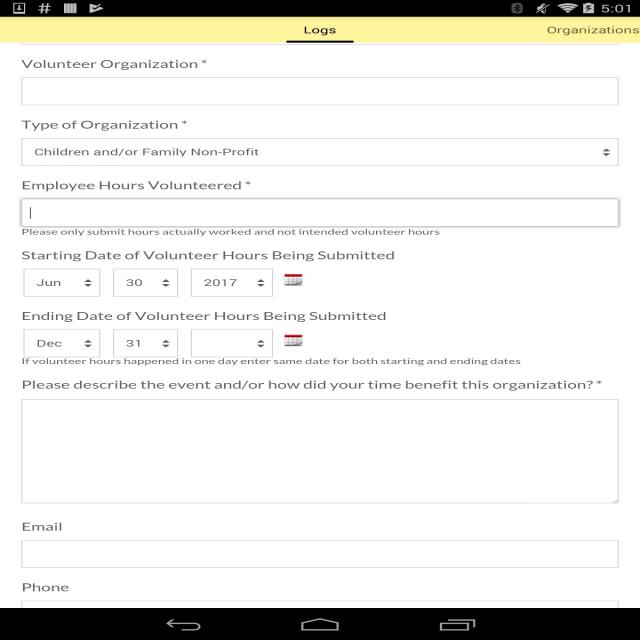 5:01
Logs
Organizations
Volunteer Organization *
Type of Organization *
Children and/or Family Non-Profit
Employee Hours Volunteered *
Please only submit hours actually worked and not intended volunteer hours
Starting Date of Volunteer Hours Being Submitted
Jun 30 2017
Ending Date of Volunteer Hours Being Submitted
Dec 31
If volunteer hours happened in one day enter same date for both starting and ending dates
Please describe the event and/or how did your time benefit this organization? *
Email
Phone